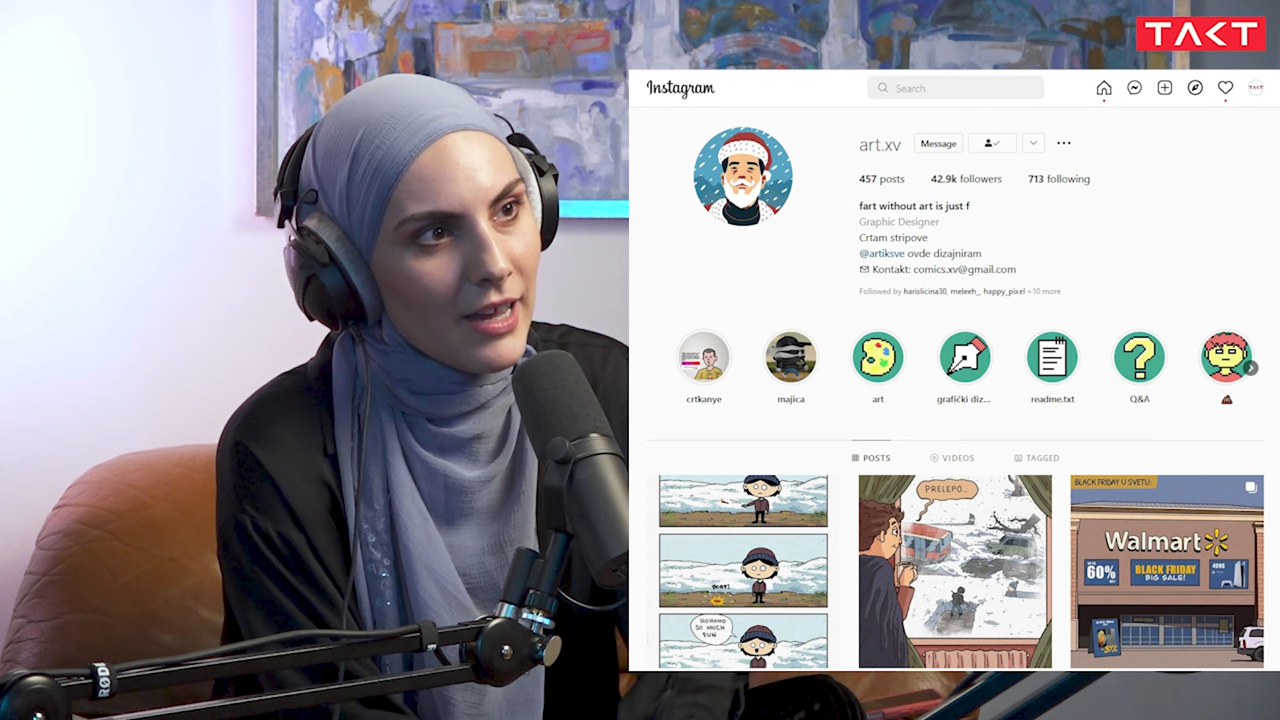 TAKT
Instagram
Search
TAKT
art.xv Message
457 posts 42.9k followers 713 following
fart without art is just f
Graphic Designer
Crtam stripove
@artiksve ovde dizajniram
Kontakt: comics.xv@gmail.com
Followed by harislicina30, meleeh_, happy_pixel +10 more
crtkanye majica art grafički diz... readme.txt Q&A
POSTS VIDEOS TAGGED
HOHOHO
SO MUCH
FUN
PRELEPO...
BLACK FRIDAY U SVETU:
Walmart
60%
BLACK FRIDAY
BIG SALE!
RØDE